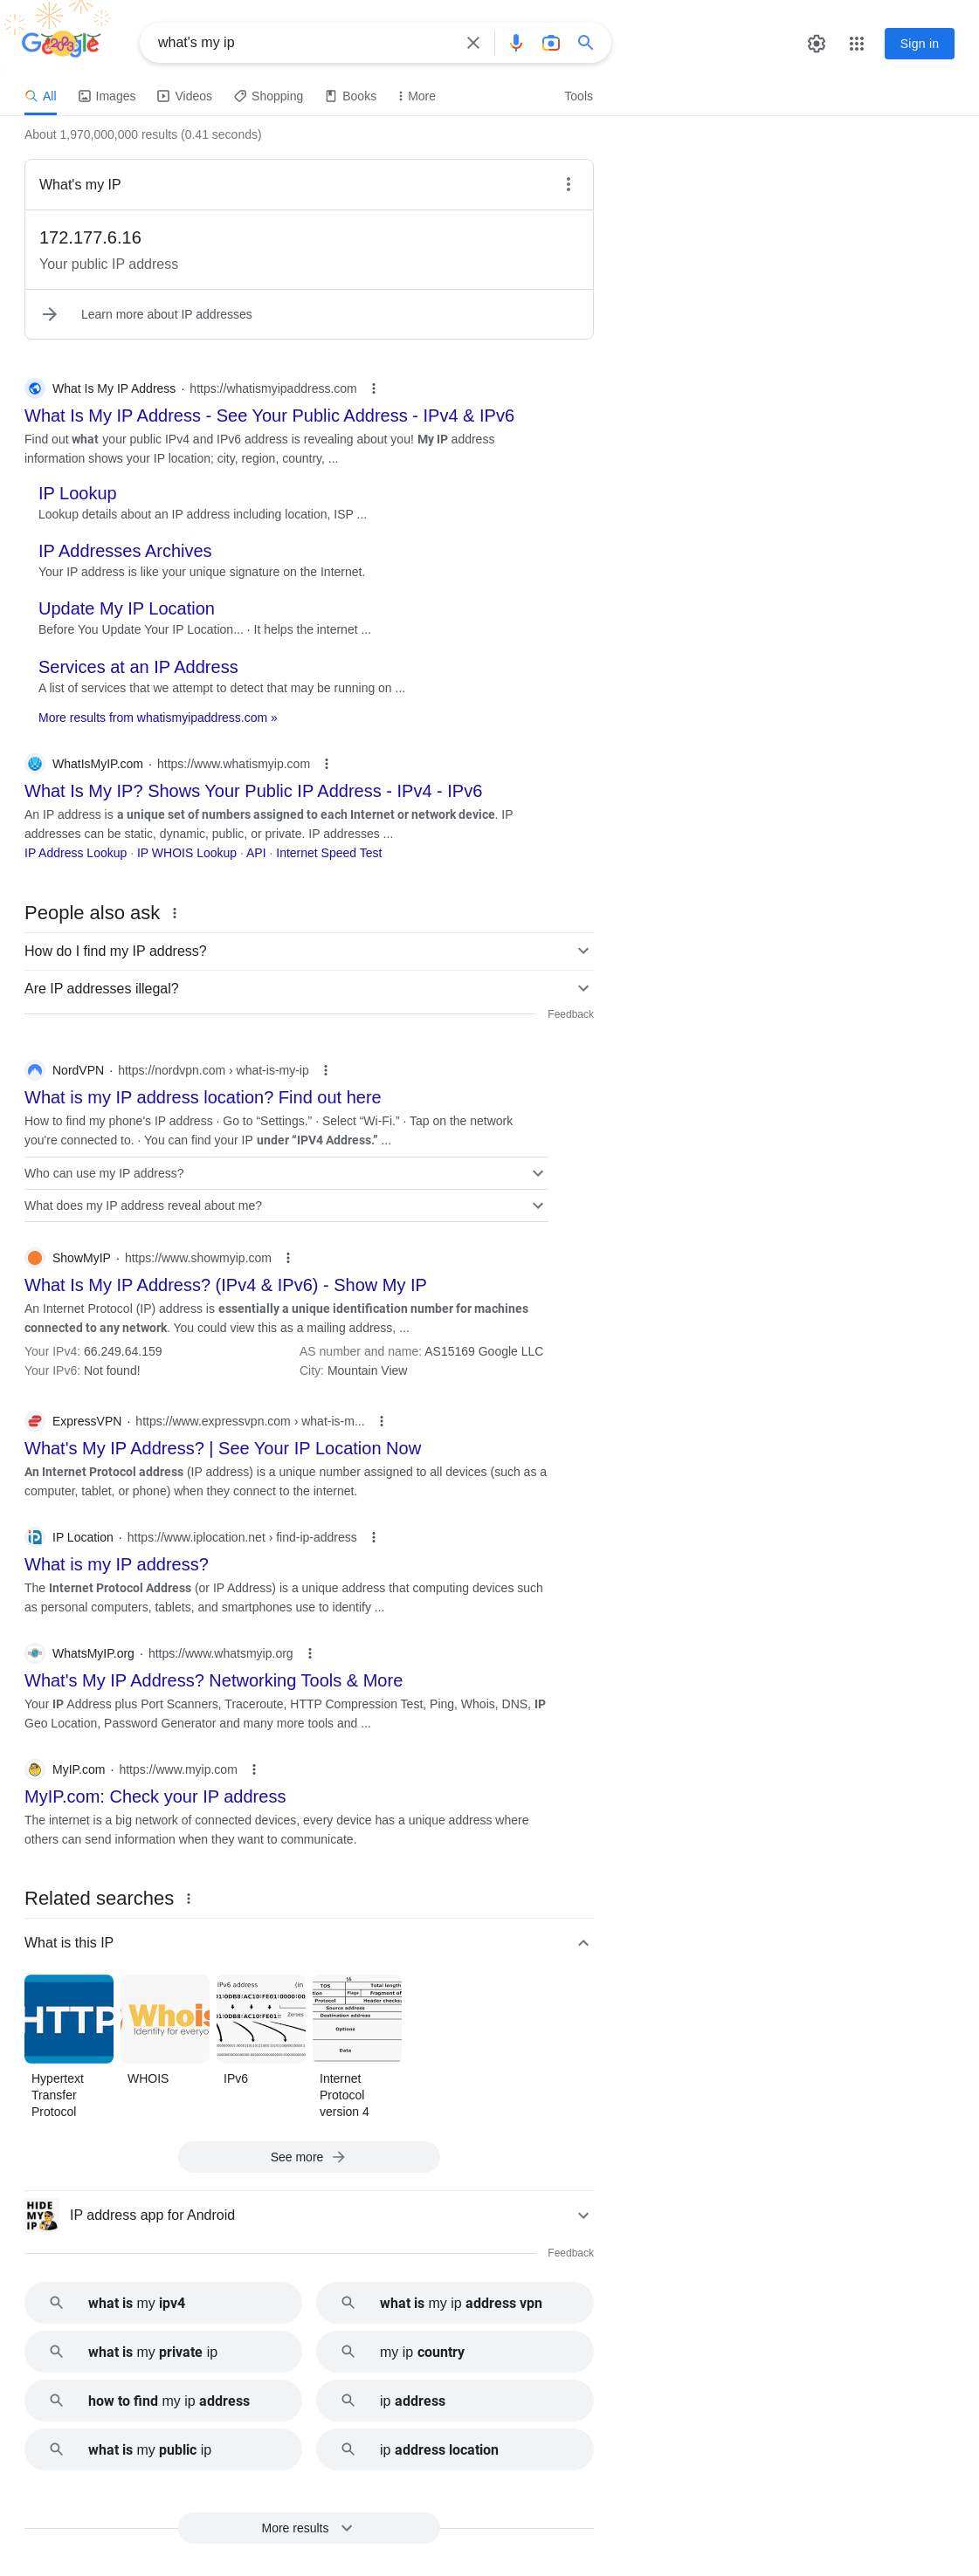 what's my ip
Sign in
All Images Videos Shopping Books More Tools
About 1,970,000,000 results (0.41 seconds)
What's my IP
172.177.6.16
Your public IP address
Learn more about IP addresses
What Is My IP Address · https://whatismyipaddress.com
What Is My IP Address - See Your Public Address - IPv4 & IPv6
Find out what your public IPv4 and IPv6 address is revealing about you! My IP address
information shows your IP location; city, region, country, ...
IP Lookup
Lookup details about an IP address including location, ISP ...
IP Addresses Archives
Your IP address is like your unique signature on the Internet.
Update My IP Location
Before You Update Your IP Location... · It helps the internet ...
Services at an IP Address
A list of services that we attempt to detect that may be running on ...
More results from whatismyipaddress.com »
WhatIsMyIP.com · https://www.whatismyip.com
What Is My IP? Shows Your Public IP Address - IPv4 - IPv6
An IP address is a unique set of numbers assigned to each Internet or network device. IP
addresses can be static, dynamic, public, or private. IP addresses ...
IP Address Lookup · IP WHOIS Lookup · API · Internet Speed Test
People also ask
How do I find my IP address?
Are IP addresses illegal?
Feedback
NordVPN · https://nordvpn.com › what-is-my-ip
What is my IP address location? Find out here
How to find my phone's IP address · Go to “Settings.” · Select “Wi-Fi.” · Tap on the network
you're connected to. · You can find your IP under “IPV4 Address.” ...
Who can use my IP address?
What does my IP address reveal about me?
ShowMyIP · https://www.showmyip.com
What Is My IP Address? (IPv4 & IPv6) - Show My IP
An Internet Protocol (IP) address is essentially a unique identification number for machines
connected to any network. You could view this as a mailing address, ...
Your IPv4: 66.249.64.159 AS number and name: AS15169 Google LLC
Your IPv6: Not found! City: Mountain View
ExpressVPN · https://www.expressvpn.com › what-is-m...
What's My IP Address? | See Your IP Location Now
An Internet Protocol address (IP address) is a unique number assigned to all devices (such as a
computer, tablet, or phone) when they connect to the internet.
IP Location · https://www.iplocation.net › find-ip-address
What is my IP address?
The Internet Protocol Address (or IP Address) is a unique address that computing devices such
as personal computers, tablets, and smartphones use to identify ...
WhatsMyIP.org · https://www.whatsmyip.org
What's My IP Address? Networking Tools & More
Your IP Address plus Port Scanners, Traceroute, HTTP Compression Test, Ping, Whois, DNS, IP
Geo Location, Password Generator and many more tools and ...
MyIP.com · https://www.myip.com
MyIP.com: Check your IP address
The internet is a big network of connected devices, every device has a unique address where
others can send information when they want to communicate.
Related searches
What is this IP
HTTP
Whois
Identity for everyo
IPv6 address (in
Zeroes
TOS Total length
Flags Fragment of
Protocol Header checks
Source address
Destination address
Options
Data
Hypertext WHOIS IPv6 Internet
Transfer Protocol
Protocol version 4
See more
HIDE
MY
IP
IP address app for Android
Feedback
what is my ipv4 what is my ip address vpn
what is my private ip my ip country
how to find my ip address ip address
what is my public ip ip address location
More results